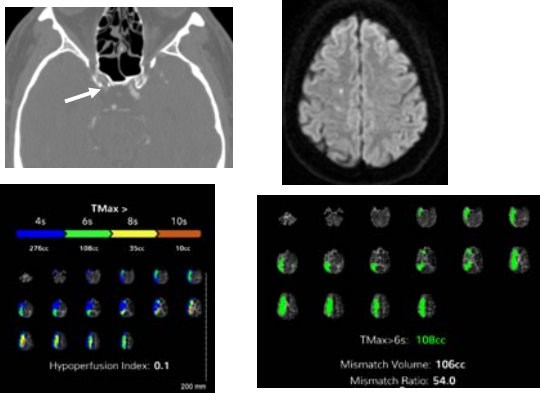 TMax >
4s 6s 8s 10s
276cc 108cc 35cc 10cc
Hypoperfusion Index: 0.1
200 mm
TMax>6s: 108cc
Mismatch Volume: 106cc
Mismatch Ratio: 54.0